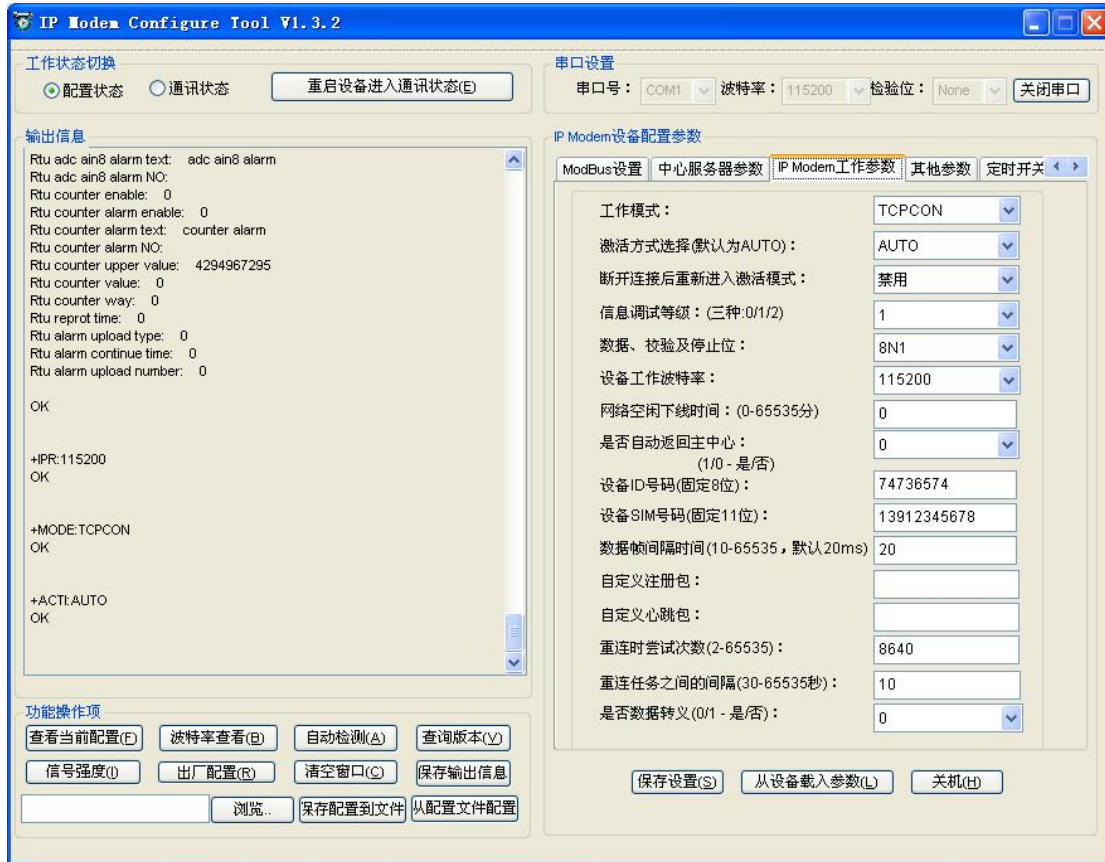 IP Modem Configure Tool V1.3.2
工作状态切换
配置状态 通讯状态 重启设备进入通讯状态(E)
串口设置
串口号： COM1 波特率： 115200 检验位： None 关闭串口
输出信息
Rtu adc ain8 alarm text: adc ain8 alarm
Rtu adc ain8 alarm NO:
Rtu counter enable: 0
Rtu counter alarm enable: 0
Rtu counter alarm text: counter alarm
Rtu counter alarm NO:
Rtu counter upper value: 4294967295
Rtu counter value: 0
Rtu counter way: 0
Rtu reprot time: 0
Rtu alarm upload type: 0
Rtu alarm continue time: 0
Rtu alarm upload number: 0
OK
+IPR:115200
OK
+MODE:TCPCON
OK
+ACTI:AUTO
OK
功能操作项
查看当前配置(F) 波特率查看(B) 自动检测(A) 查询版本(V)
信号强度(I) 出厂配置(R) 清空窗口(C) 保存输出信息
浏览.. 保存配置到文件 从配置文件配置
IP Modem设备配置参数
ModBus设置 中心服务器参数 IP Modem工作参数 其他参数 定时开关
工作模式： TCPCON
激活方式选择(默认为AUTO)： AUTO
断开连接后重新进入激活模式： 禁用
信息调试等级：(三种:0/1/2) 1
数据、校验及停止位： 8N1
设备工作波特率： 115200
网络空闲下线时间：(0-65535分) 0
是否自动返回主中心： 0
(1/0 - 是/否)
设备ID号码(固定8位)： 74736574
设备SIM号码(固定11位)： 13912345678
数据帧间隔时间(10-65535，默认20ms) 20
自定义注册包：
自定义心跳包：
重连时尝试次数(2-65535)： 8640
重连任务之间的间隔(30-65535秒)： 10
是否数据转义(0/1 - 是/否)： 0
保存设置(S) 从设备载入参数(L) 关机(H)